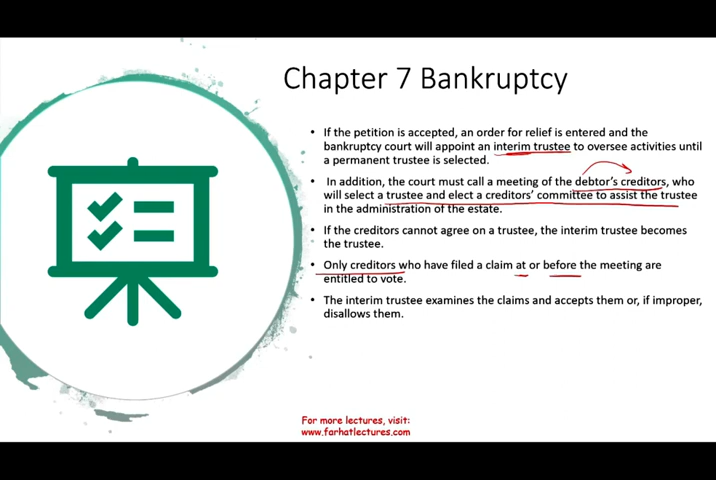 Chapter 7 Bankruptcy
• If the petition is accepted, an order for relief is entered and the
bankruptcy court will appoint an interim trustee to oversee activities until
a permanent trustee is selected.
• In addition, the court must call a meeting of the debtor's creditors, who
will select a trustee and elect a creditors' committee to assist the trustee
in the administration of the estate.
• If the creditors cannot agree on a trustee, the interim trustee becomes
the trustee.
• Only creditors who have filed a claim at or before the meeting are
entitled to vote.
• The interim trustee examines the claims and accepts them or, if improper,
disallows them.
For more lectures, visit:
www.farhatlectures.com